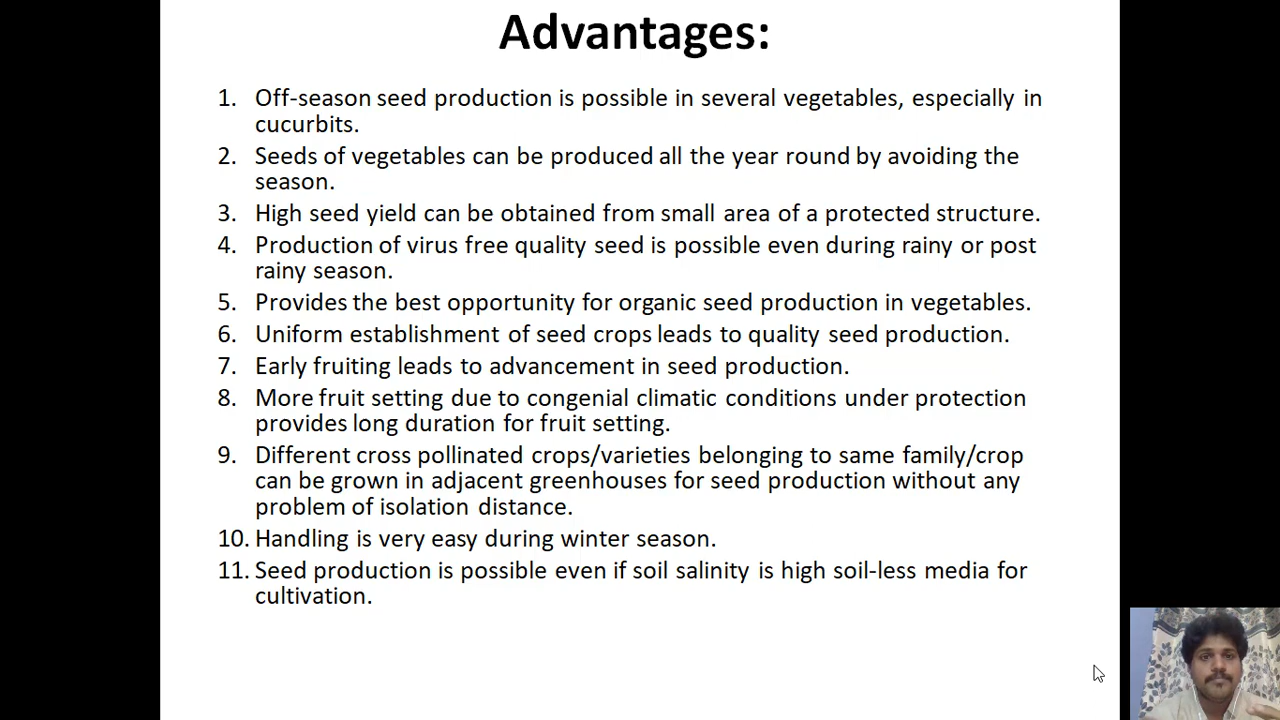 Advantages:
1. Off-season seed production is possible in several vegetables, especially in
cucurbits.
2. Seeds of vegetables can be produced all the year round by avoiding the
season.
3. High seed yield can be obtained from small area of a protected structure.
4. Production of virus free quality seed is possible even during rainy or post
rainy season.
5. Provides the best opportunity for organic seed production in vegetables.
6. Uniform establishment of seed crops leads to quality seed production.
7. Early fruiting leads to advancement in seed production.
8. More fruit setting due to congenial climatic conditions under protection
provides long duration for fruit setting.
9. Different cross pollinated crops/varieties belonging to same family/crop
can be grown in adjacent greenhouses for seed production without any
problem of isolation distance.
10. Handling is very easy during winter season.
11. Seed production is possible even if soil salinity is high soil-less media for
cultivation.